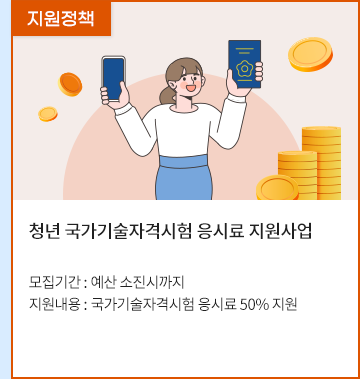 지원정책
청년 국가기술자격시험 응시료 지원사업
모집기간 : 예산 소진시까지
지원내용 : 국가기술자격시험 응시료 50% 지원